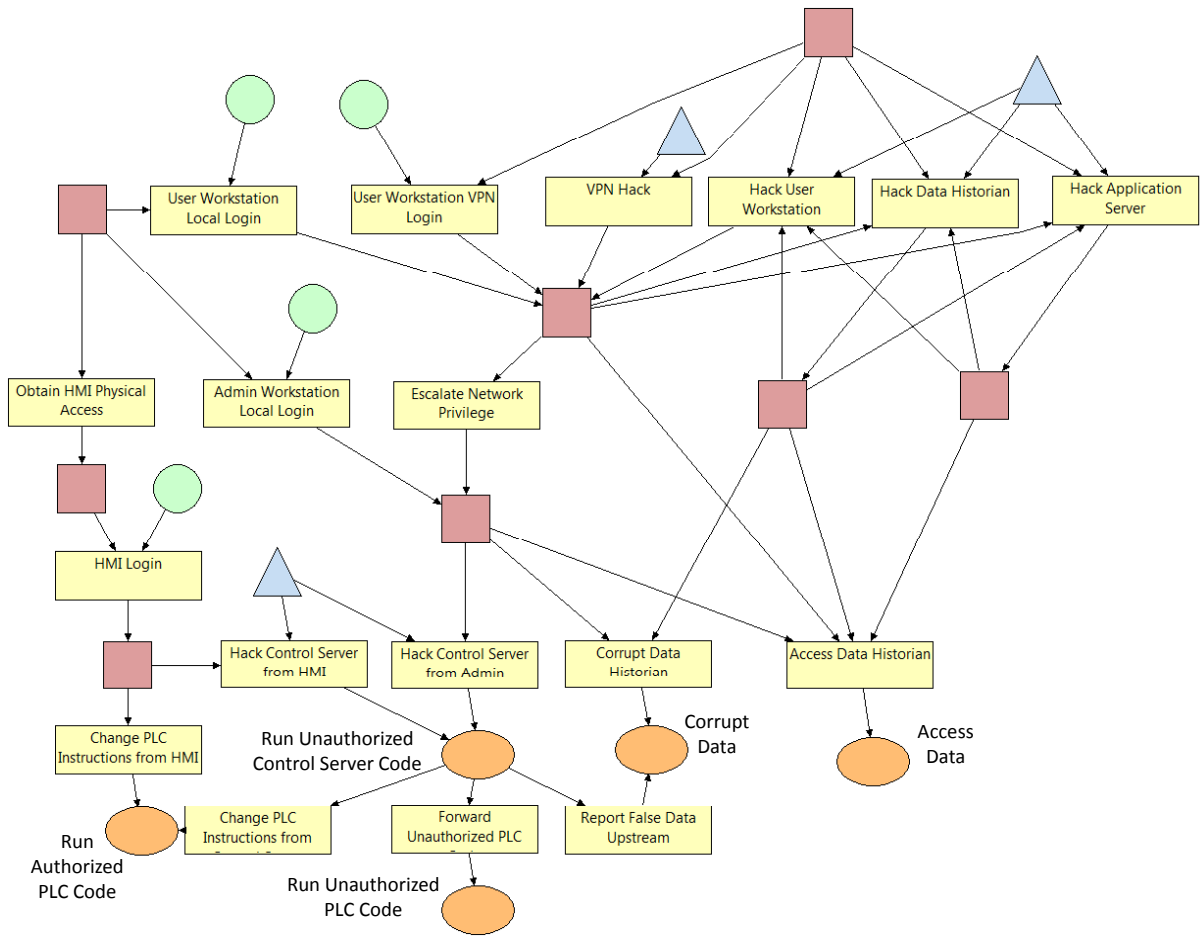 User Workstation
Local Login
User Workstation VPN
Login
VPN Hack
Hack User
Workstation
Hack Data Historian
Hack Application
Server
Obtain HMI Physical
Access
Admin Workstation
Local Login
Escalate Network
Privilege
HMI Login
Hack Control Server
from HMI
Hack Control Server
from Admin
Corrupt Data
Historian
Access Data Historian
Change PLC
Instructions from HMI
Run Unauthorized
Control Server Code
Corrupt
Data
Access
Data
Change PLC
Instructions from
Forward
Unauthorized PLC
Report False Data
Upstream
Run
Authorized
PLC Code
Run Unauthorized
PLC Code